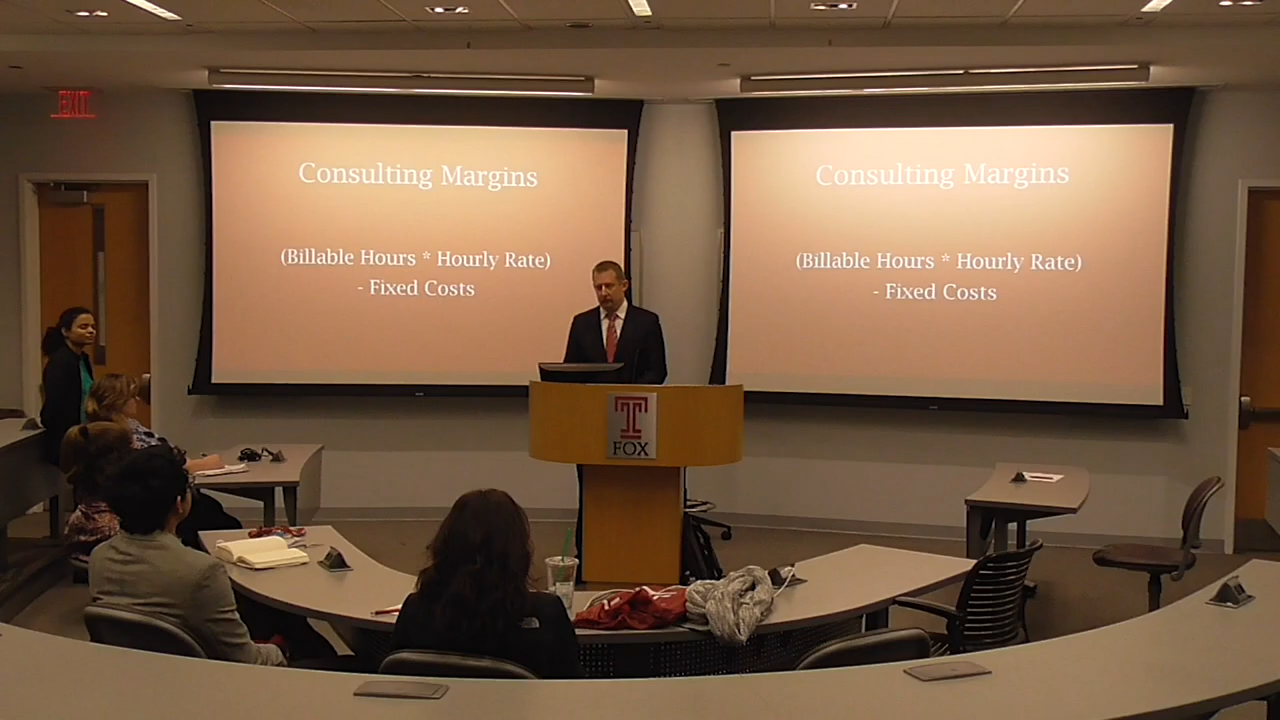 EXIT
Consulting Margins
(Billable Hours * Hourly Rate)
- Fixed Costs
Consulting Margins
(Billable Hours * Hourly Rate)
- Fixed Costs
T
FOX